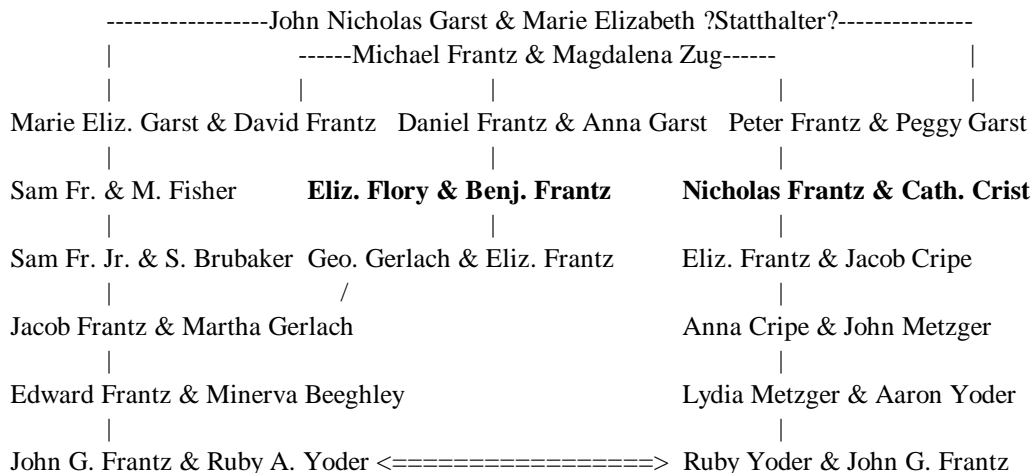 ------------------John Nicholas Garst & Marie Elizabeth ?Statthalter?---------------
| ------Michael Frantz & Magdalena Zug------ |
| | | | |
Marie Eliz. Garst & David Frantz Daniel Frantz & Anna Garst Peter Frantz & Peggy Garst
| | |
Sam Fr. & M. Fisher Eliz. Flory & Benj. Frantz Nicholas Frantz & Cath. Crist
| | |
Sam Fr. Jr. & S. Brubaker Geo. Gerlach & Eliz. Frantz Eliz. Frantz & Jacob Cripe
| / |
Jacob Frantz & Martha Gerlach Anna Cripe & John Metzger
| |
Edward Frantz & Minerva Beeghley Lydia Metzger & Aaron Yoder
| |
John G. Frantz & Ruby A. Yoder <=================> Ruby Yoder & John G. Frantz